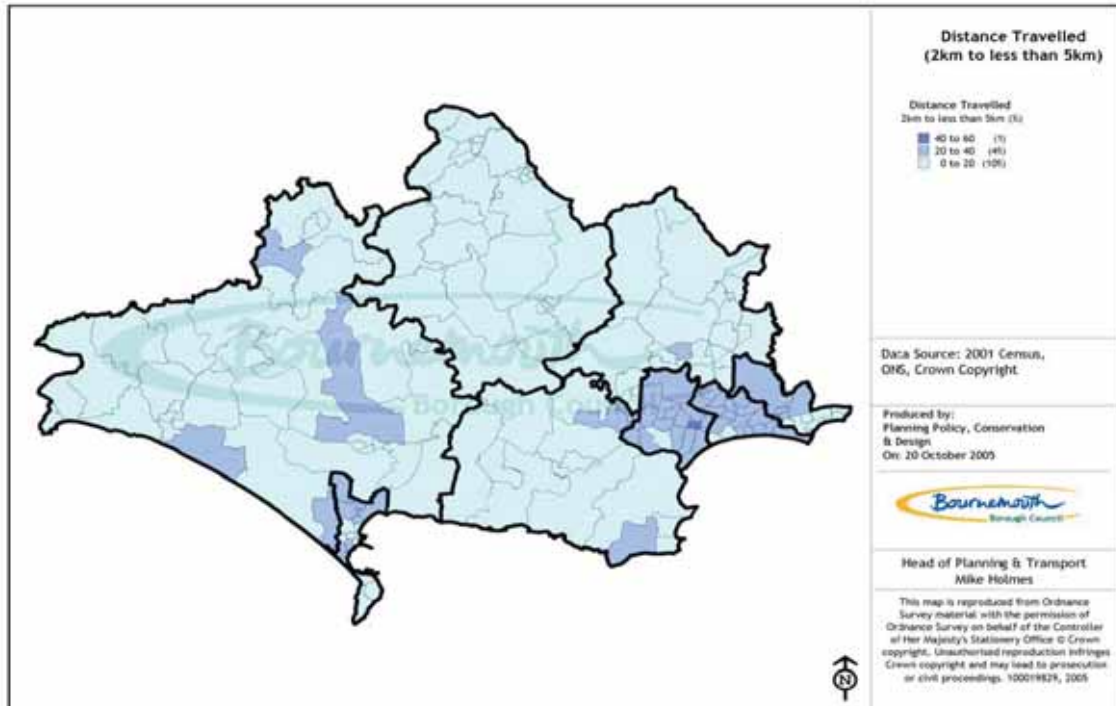 Distance Travelled
(2km to less than 5km)
Distance Travelled
2km to less than 5km (%)
40 to 60 (1)
20 to 40
0 to 20
Bournemouth
Borough Council
Data Source: 2001 Census,
ONS, Crown Copyright
Produced by:
Planning Policy, Conservation
& Design
On: 20 October 2005
Bournemouth
Borough Council
Head of Planning & Transport
Mike Holmes
This map is reproduced from Ordnance
Survey material with the permission of
Ordnance Survey on behalf of the Controller
of Her Majesty's Stationery Office © Crown
copyright. Unauthorised reproduction infringes
Crown copyright and may lead to prosecution
or civil proceedings. 100019829, 2005
N